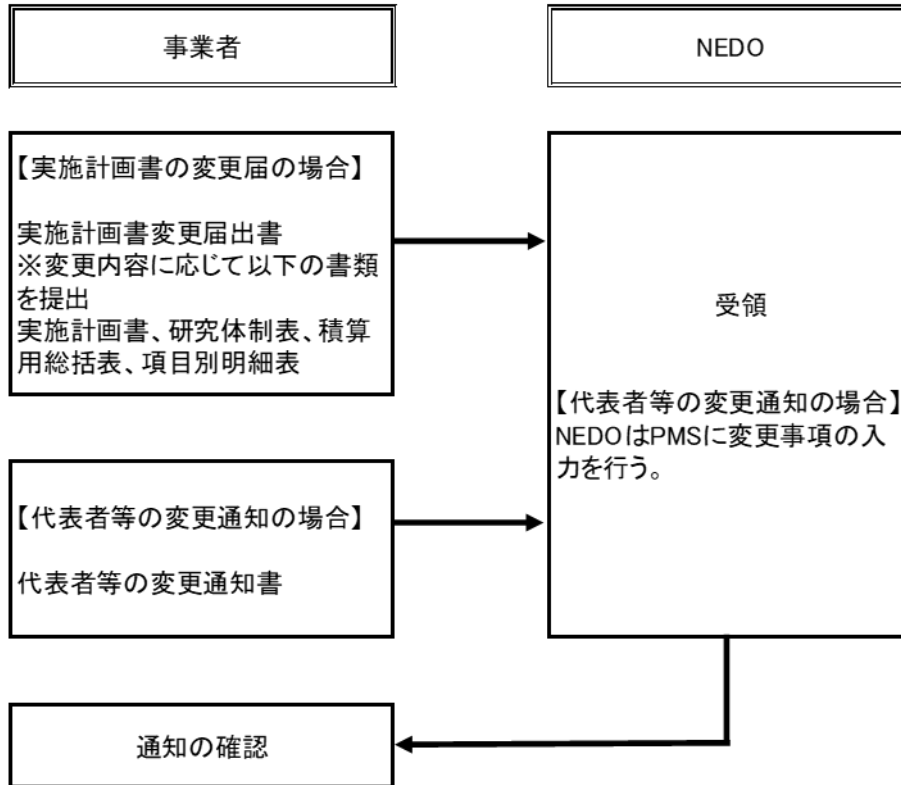 事業者
NEDO
【実施計画書の変更届の場合】
実施計画書変更届出書
※変更内容に応じて以下の書類
を提出
実施計画書、研究体制表、積算
用総括表、項目別明細表
受領
【代表者等の変更通知の場合】
NEDOはPMSに変更事項の入
力を行う。
【代表者等の変更通知の場合】
代表者等の変更通知書
通知の確認